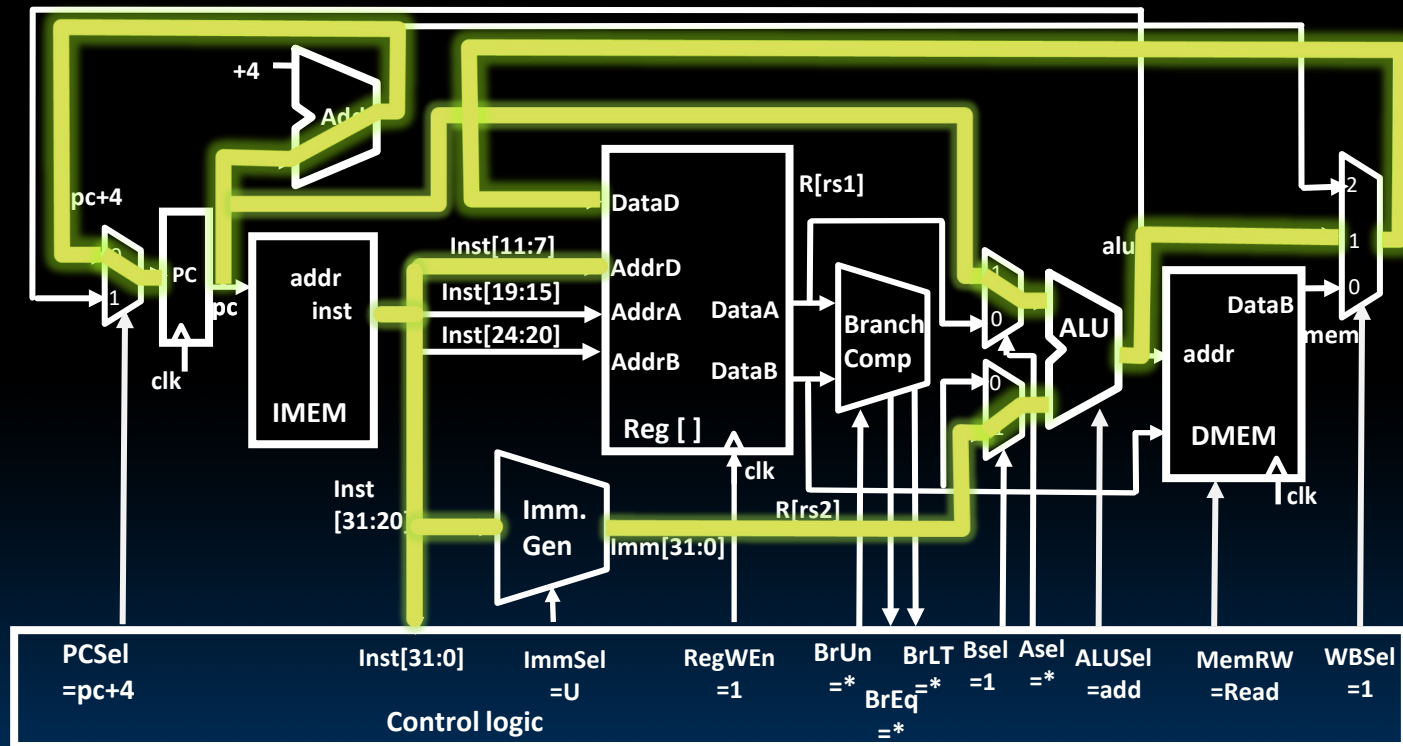 +4
Add
pc+4
0
1
PC
pc
clk
addr
inst
IMEM
Inst[11:7]
Inst[19:15]
Inst[24:20]
DataD
AddrD
AddrA
AddrB
DataA
DataB
Reg [ ]
clk
R[rs1]
R[rs2]
Branch
Comp
1
0
0
1
ALU
alu
addr
DataB
DMEM
clk
mem
2
1
0
Inst
[31:20]
Imm.
Gen
Imm[31:0]
PCSel
=pc+4
Inst[31:0]
ImmSel
=U
RegWEn
=1
BrUn
=*
BrEq
=*
BrLT
=*
Bsel
=1
Asel
=*
ALUSel
=add
MemRW
=Read
WBSel
=1
Control logic